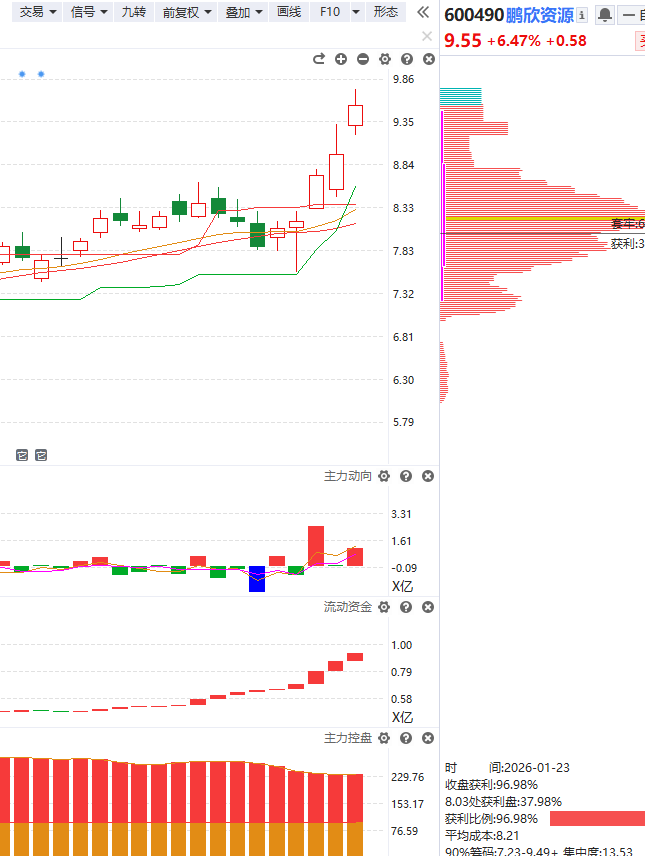 交易 信号 九转 前复权 叠加 画线 F10 形态
600490 鹏欣资源
9.55 +6.47% +0.58
9.86
9.35
8.84
8.33
7.83
7.32
6.81
6.30
5.79
套牢:6
获利:3
主力动向
3.31
1.61
-0.09
X亿
流动资金
1.00
0.79
0.58
X亿
主力控盘
229.76
153.17
76.59
时 间:2026-01-23
收盘获利:96.98%
8.03处获利盘:37.98%
获利比例:96.98%
平均成本:8.21
90%筹码:7.23-9.49+ 集中度:13.53